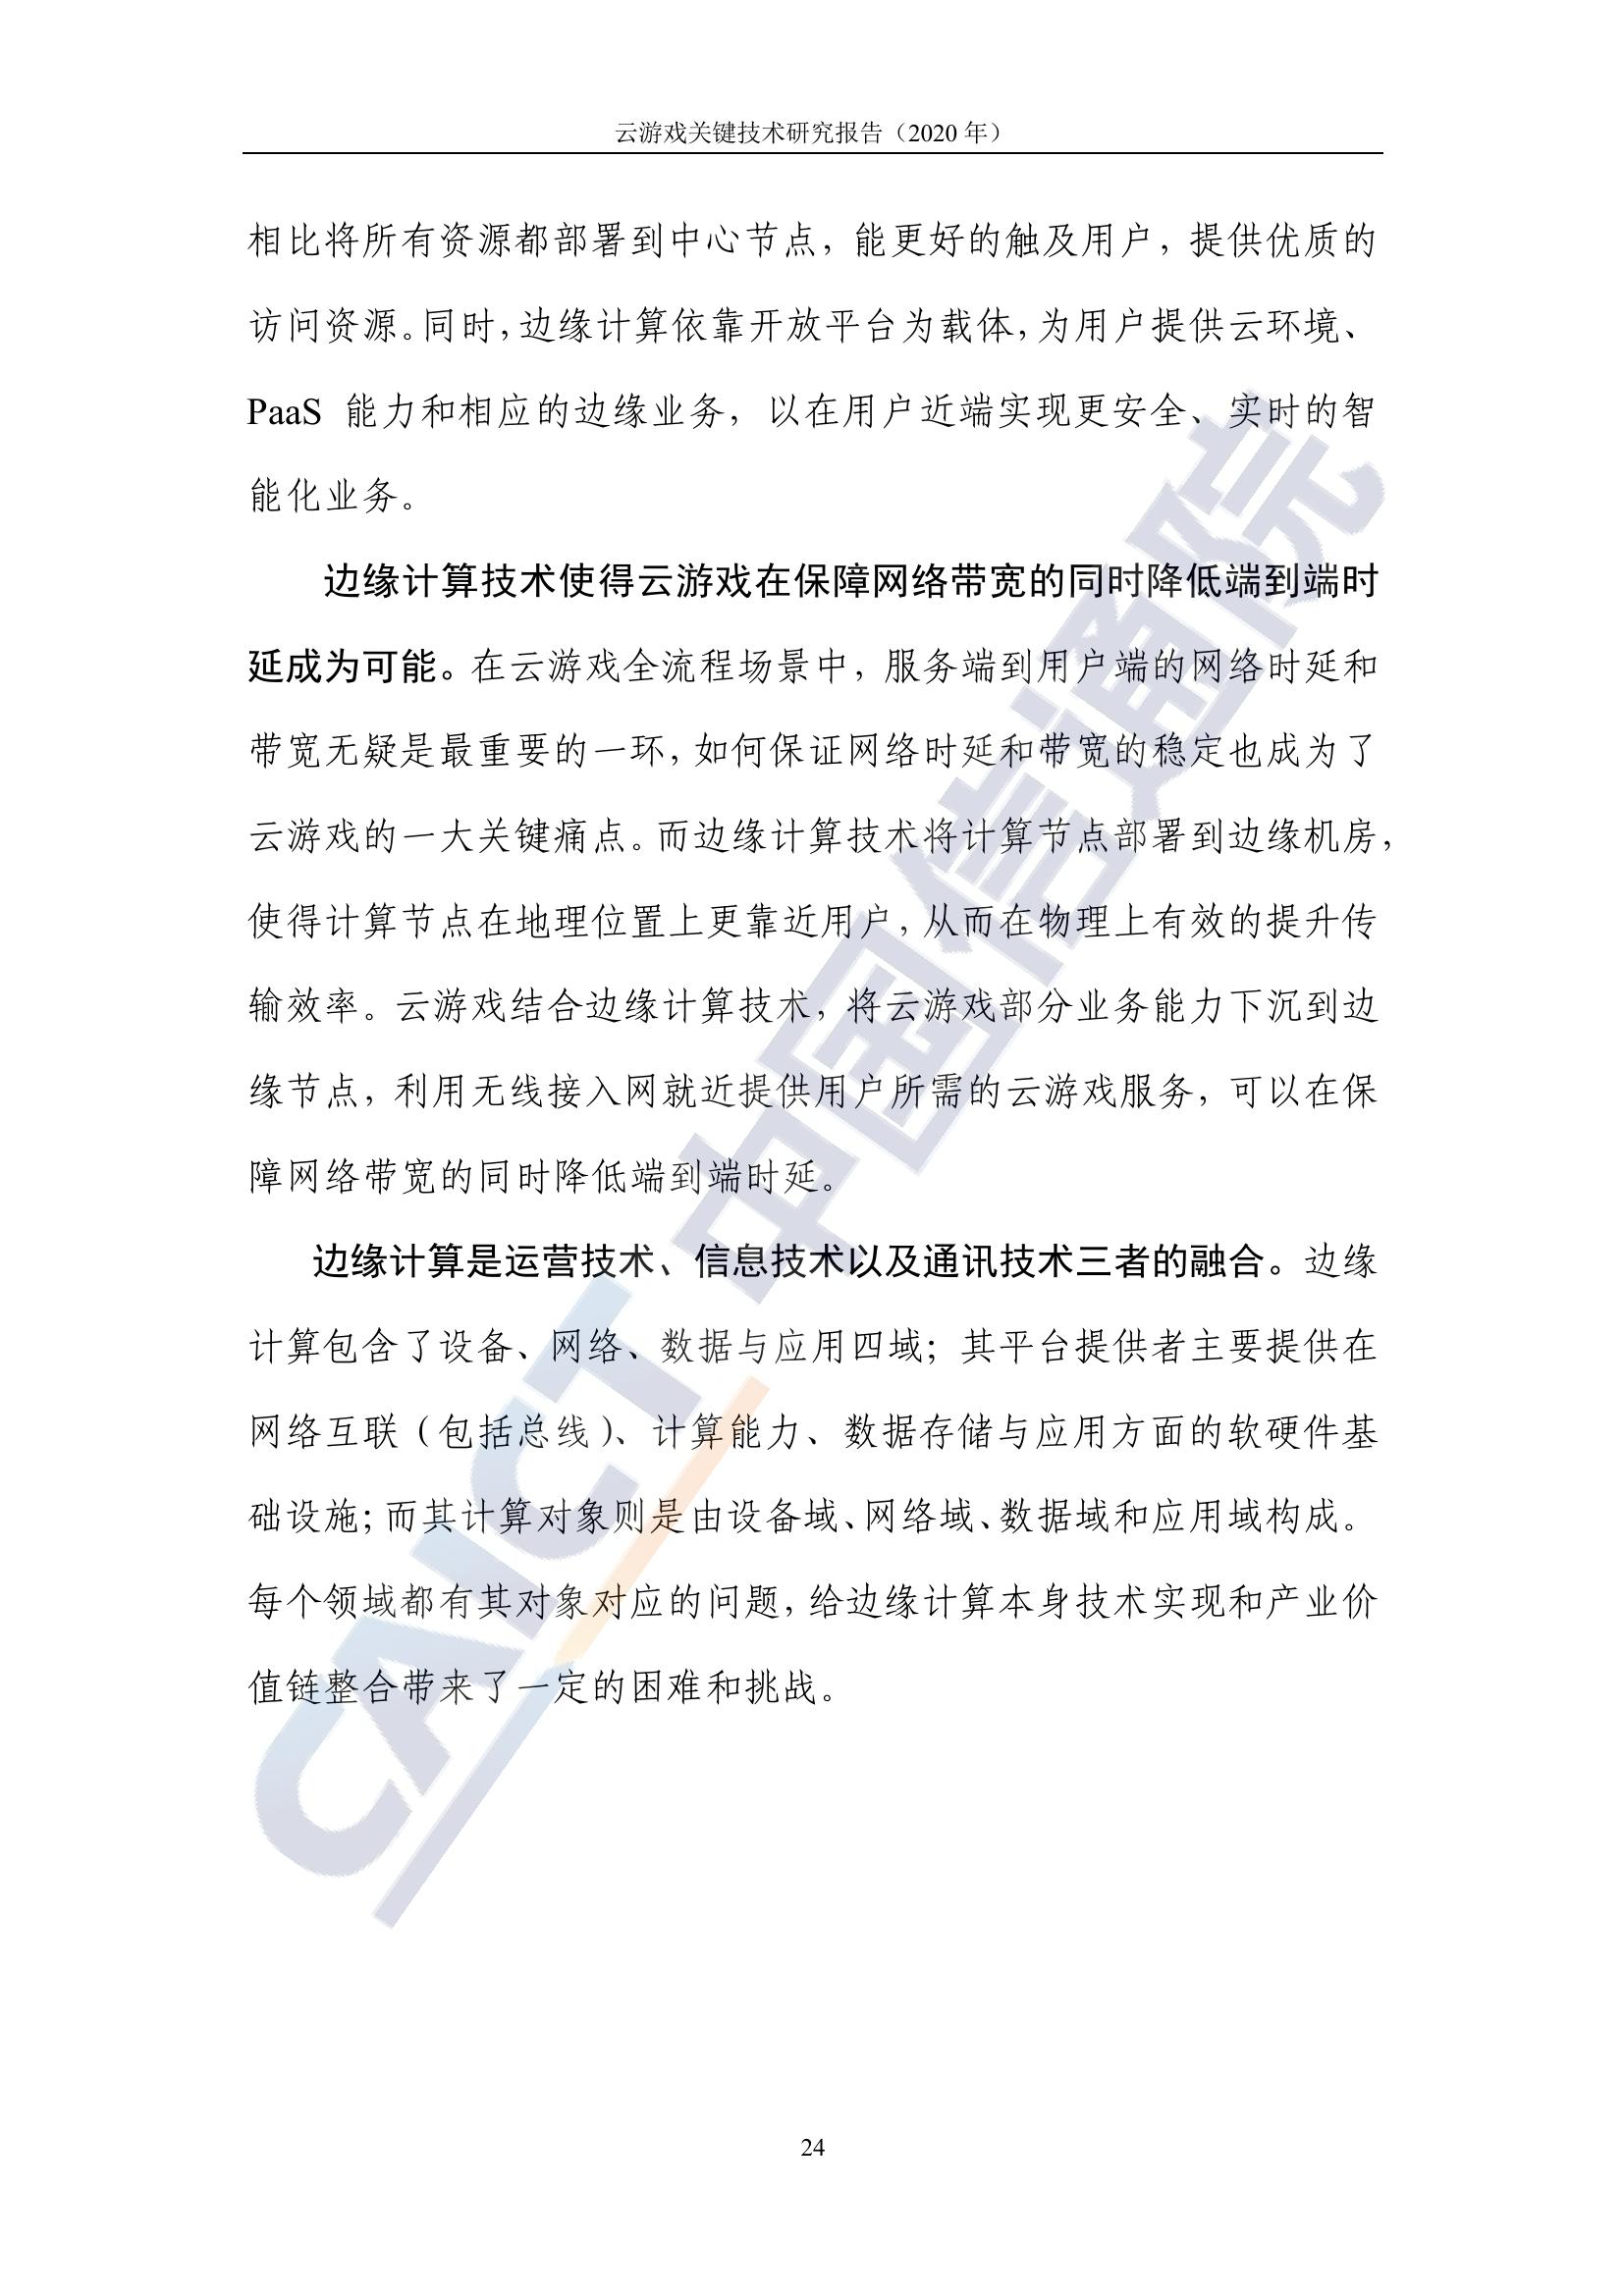 云游戏关键技术研究报告（2020 年）
相比将所有资源都部署到中心节点，能更好的触及用户，提供优质的
访问资源。同时，边缘计算依靠开放平台为载体，为用户提供云环境、
PaaS 能力和相应的边缘业务，以在用户近端实现更安全、实时的智
能化业务。
边缘计算技术使得云游戏在保障网络带宽的同时降低端到端时
延成为可能。在云游戏全流程场景中，服务端到用户端的网络时延和
带宽无疑是最重要的一环，如何保证网络时延和带宽的稳定也成为了
云游戏的一大关键痛点。而边缘计算技术将计算节点部署到边缘机房，
使得计算节点在地理位置上更靠近用户，从而在物理上有效的提升传
输效率。云游戏结合边缘计算技术，将云游戏部分业务能力下沉到边
缘节点，利用无线接入网就近提供用户所需的云游戏服务，可以在保
障网络带宽的同时降低端到端时延。
边缘计算是运营技术、信息技术以及通讯技术三者的融合。边缘
计算包含了设备、网络、数据与应用四域；其平台提供者主要提供在
网络互联（包括总线）、计算能力、数据存储与应用方面的软硬件基
础设施；而其计算对象则是由设备域、网络域、数据域和应用域构成。
每个领域都有其对象对应的问题，给边缘计算本身技术实现和产业价
值链整合带来了一定的困难和挑战。
CAICT 中国信通院
24